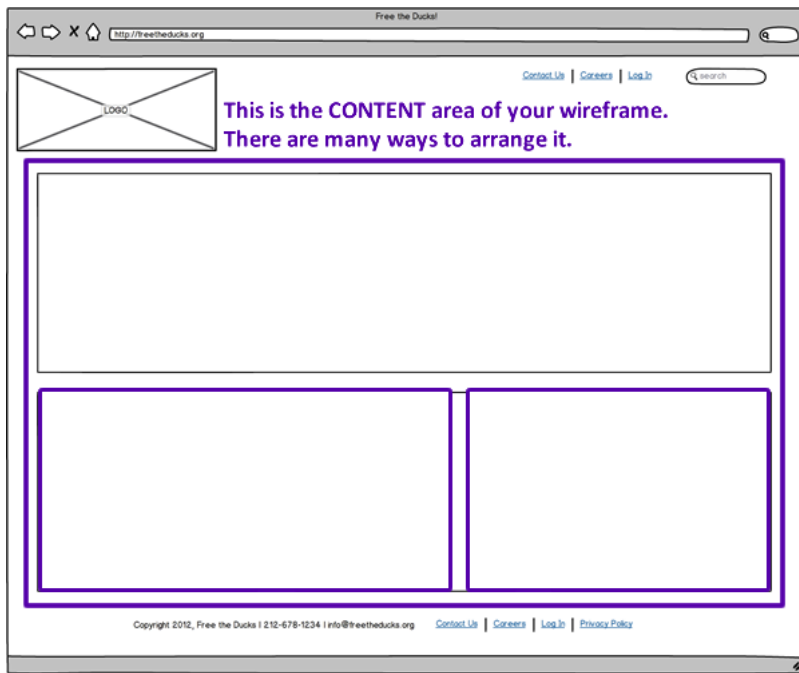 Free the Ducks!
http://freetheducks.org
Contact Us | Careers | Log In
search
LOGO
This is the CONTENT area of your wireframe.
There are many ways to arrange it.
Copyright 2012, Free the Ducks | 212-678-1234 | info@freetheducks.org Contact Us | Careers | Log In | Privacy Policy